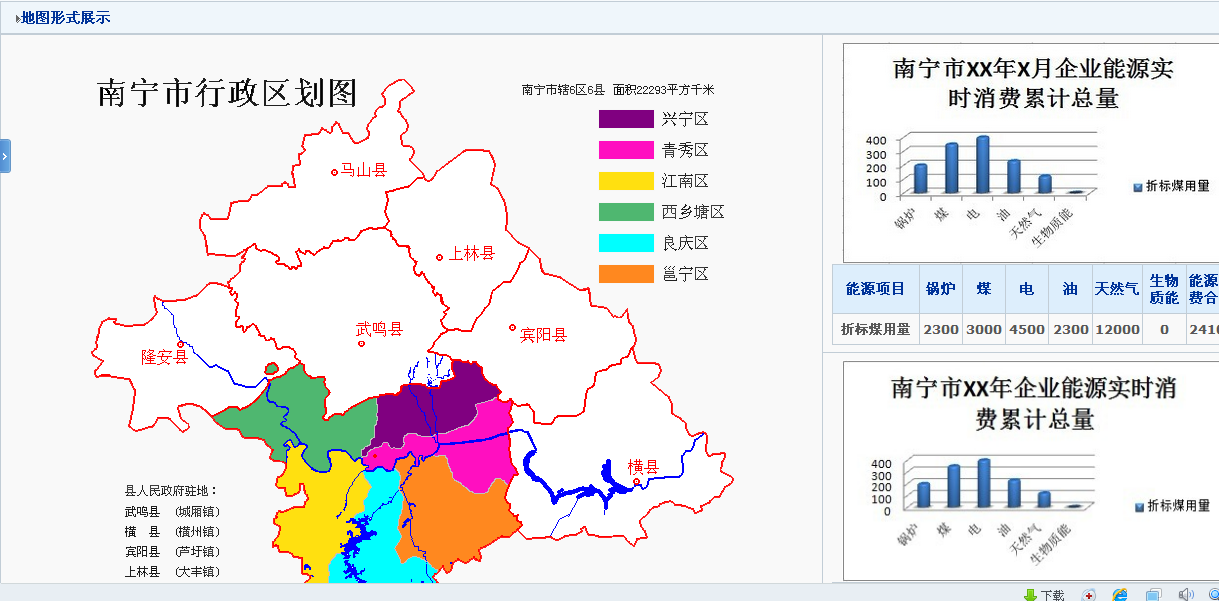 地图形式展示
南宁市行政区划图
南宁市辖6区6县 面积22293平方千米
兴宁区
青秀区
江南区
西乡塘区
良庆区
邕宁区
马山县
上林县
武鸣县
宾阳县
隆安县
横县
县人民政府驻地：
武鸣县 （城厢镇）
横 县 （横州镇）
宾阳县 （芦圩镇）
上林县 （大丰镇）
南宁市XX年X月企业能源实
时消费累计总量
400
300
200
100
0
锅炉
煤
电
油
天然气
生物质能
折标煤用量
能源项目 锅炉 煤 电 油 天然气 生物质能 能源
费合
折标煤用量 2300 3000 4500 2300 12000 0 2410
南宁市XX年企业能源实时消
费累计总量
400
300
200
100
0
锅炉
煤
电
油
天然气
生物质能
折标煤用量
下载